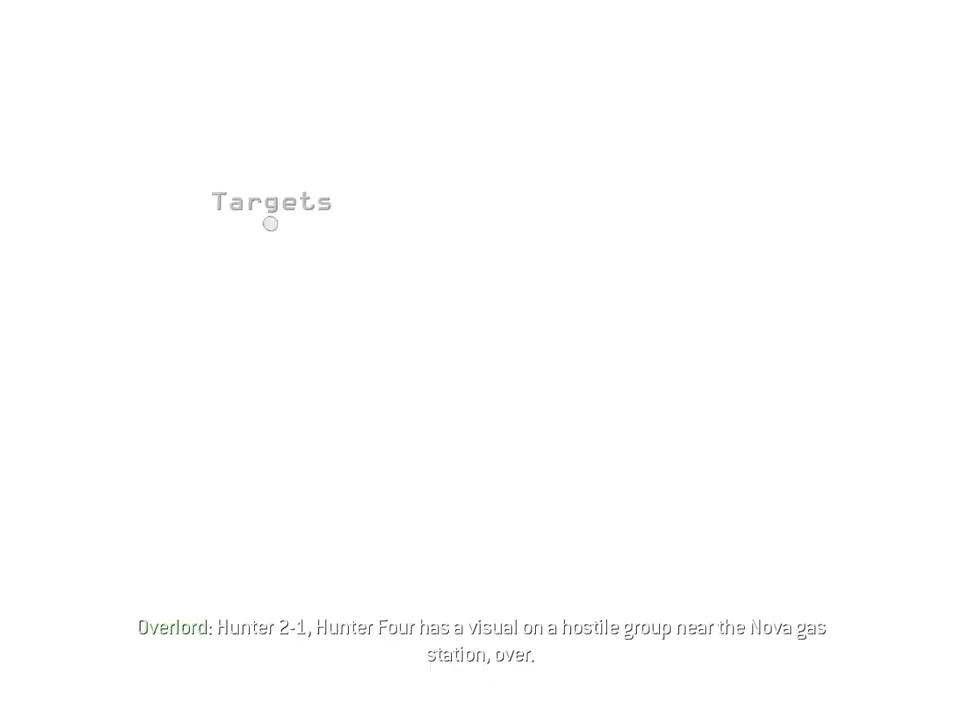 Targets
Overlord: Hunter 2-1, Hunter Four has a visual on a hostile group near the Nova gas
station, over.